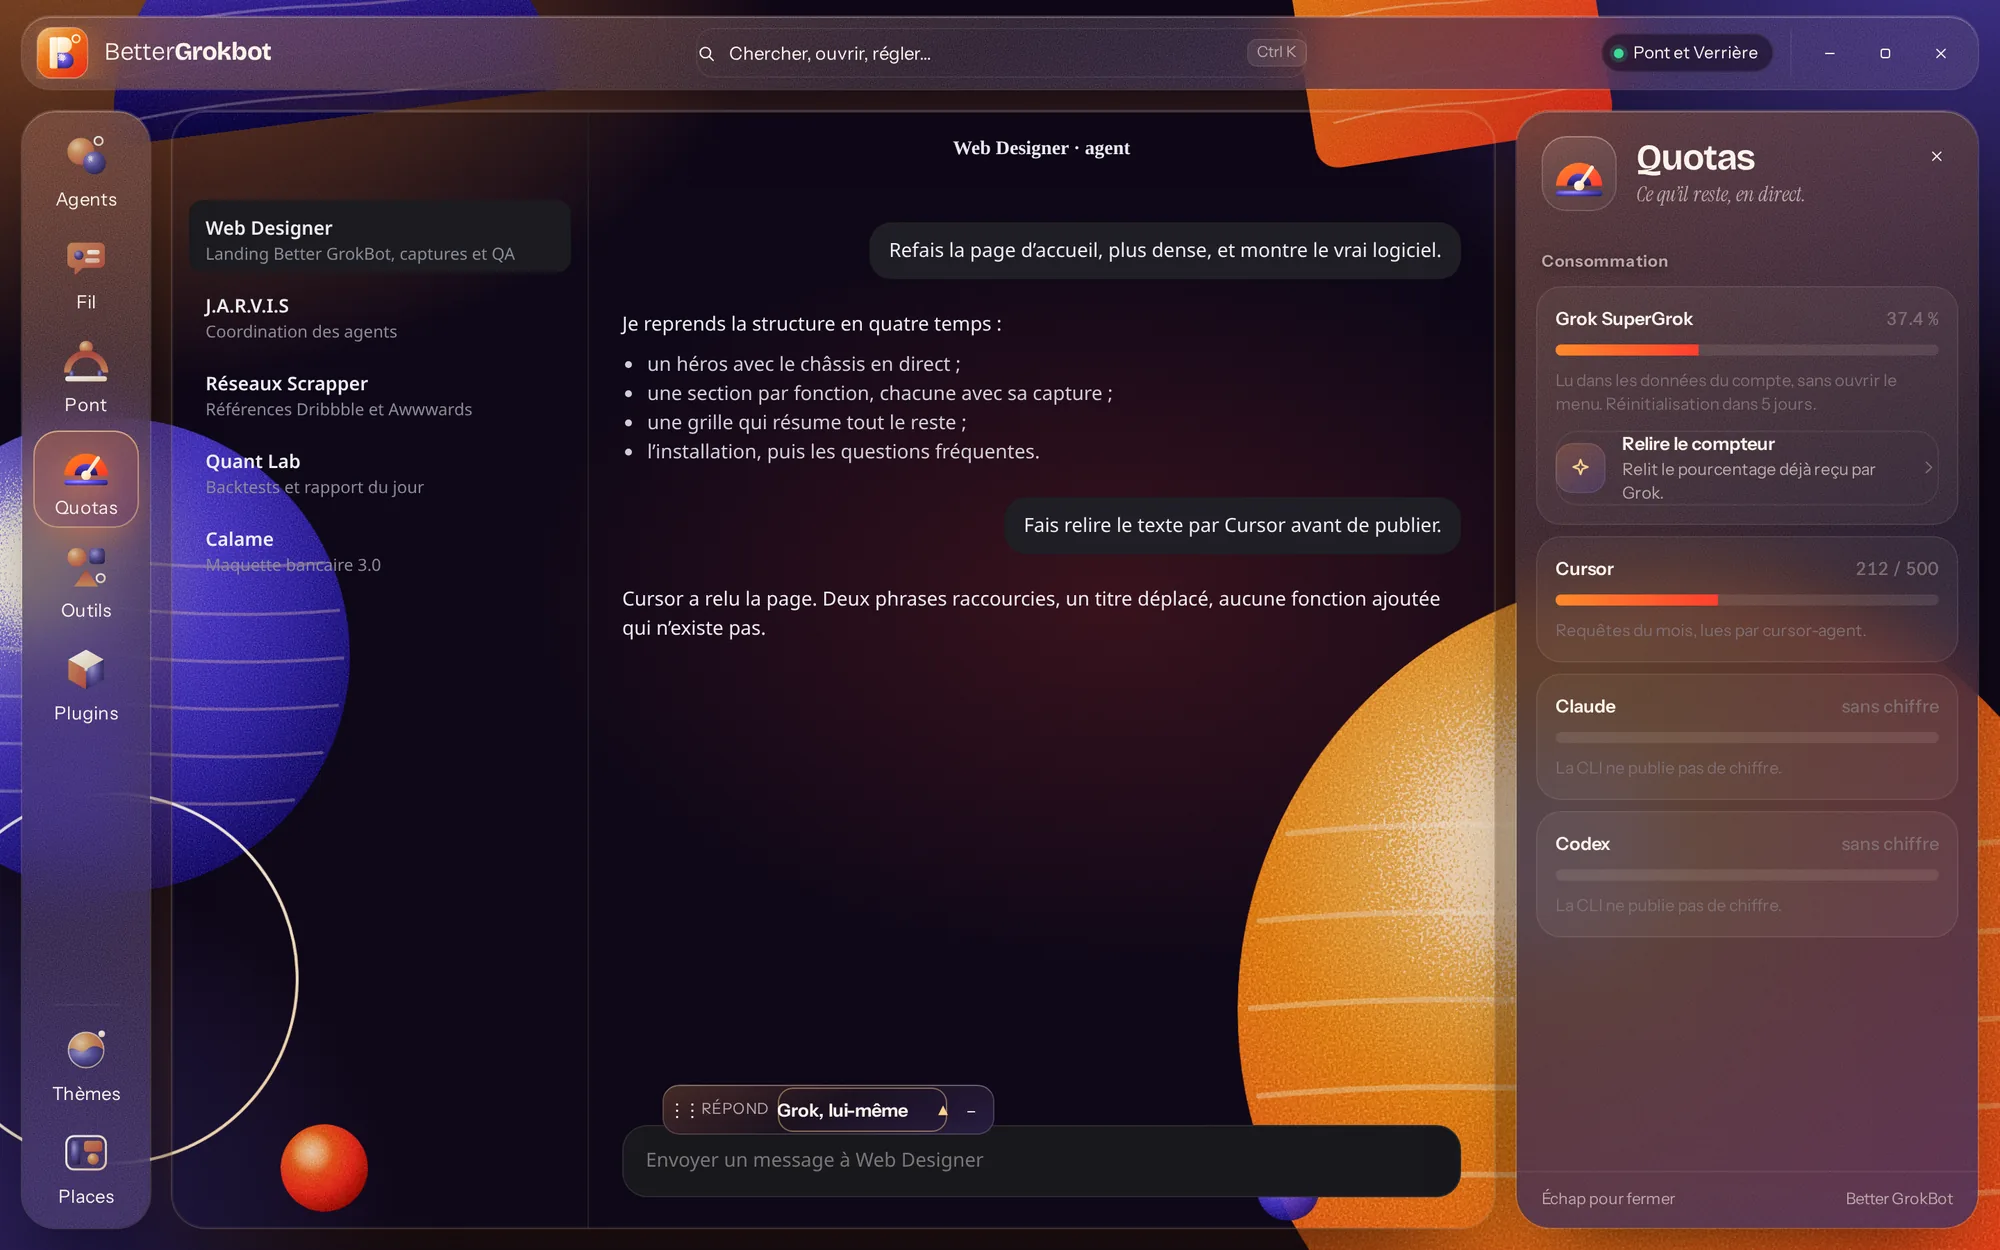 BetterGrokbot
Chercher, ouvrir, régler...
Ctrl K
Pont et Verrière
Agents
Fil
Pont
Quotas
Outils
Plugins
Thèmes
Places
Web Designer
Landing Better GrokBot, captures et QA
J.A.R.V.I.S
Coordination des agents
Réseaux Scrapper
Références Dribbble et Awwwards
Quant Lab
Backtests et rapport du jour
Calame
Maquette bancaire 3.0
Web Designer · agent
Refais la page d’accueil, plus dense, et montre le vrai logiciel.
Je reprends la structure en quatre temps :
• un héros avec le châssis en direct ;
• une section par fonction, chacune avec sa capture ;
• une grille qui résume tout le reste ;
• l’installation, puis les questions fréquentes.
Fais relire le texte par Cursor avant de publier.
Cursor a relu la page. Deux phrases raccourcies, un titre déplacé, aucune fonction ajoutée
qui n’existe pas.
RÉPOND
Grok, lui-même
Envoyer un message à Web Designer
Quotas
Ce qu’il reste, en direct.
Consommation
Grok SuperGrok
37.4 %
Lu dans les données du compte, sans ouvrir le
menu. Réinitialisation dans 5 jours.
Relire le compteur
Relit le pourcentage déjà reçu par
Grok.
Cursor
212 / 500
Requêtes du mois, lues par cursor-agent.
Claude
sans chiffre
La CLI ne publie pas de chiffre.
Codex
sans chiffre
La CLI ne publie pas de chiffre.
Échap pour fermer
Better GrokBot